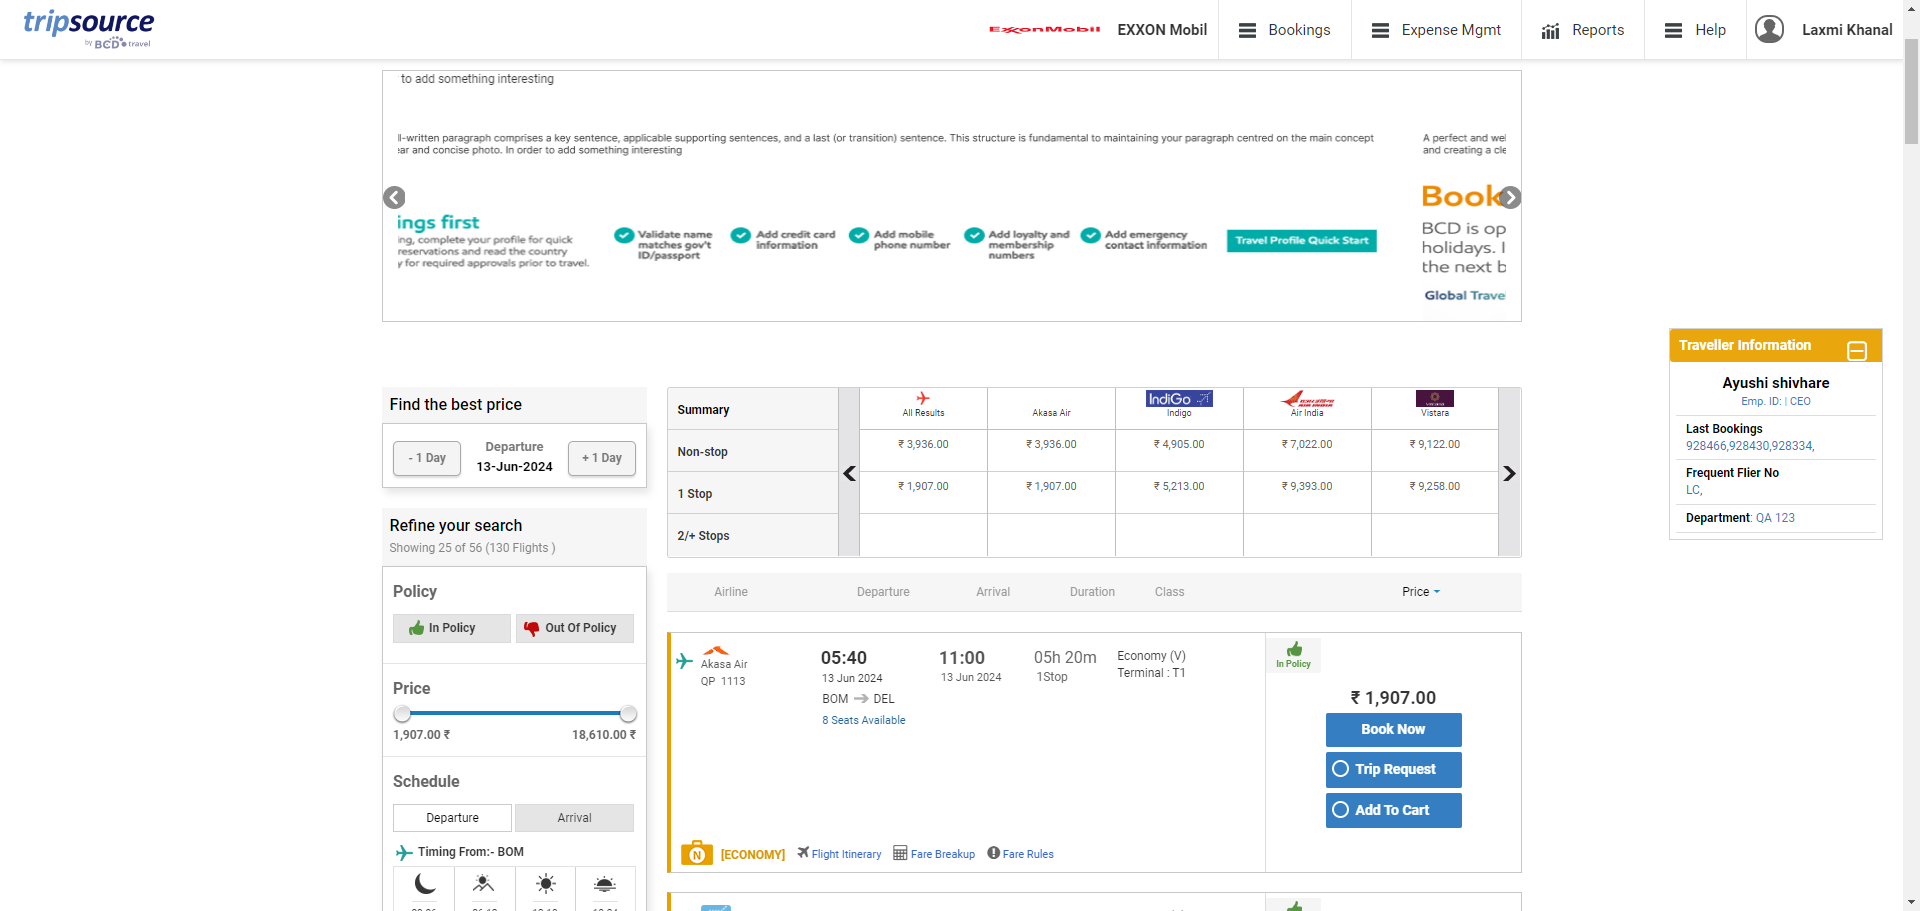 tripsource
by BCD travel
ExxonMobil
EXXON Mobil
Bookings
Expense Mgmt
Reports
Help
Laxmi Khanal
to add something interesting
ll-written paragraph comprises a key sentence, applicable supporting sentences, and a last (or transition) sentence. This structure is fundamental to maintaining your paragraph centred on the main concept
ear and concise photo. In order to add something interesting
A perfect and wel
and creating a cle
ings first
ing, complete your profile for quick
reservations and read the country
y for required approvals prior to travel.
Validate name
matches gov't
ID/passport
Add credit card
information
Add mobile
phone number
Add loyalty and
membership
numbers
Add emergency
contact information
Travel Profile Quick Start
Book
BCD is op
holidays. I
the next b
Global Trave
Traveller Information
Ayushi shivhare
Emp. ID: | CEO
Last Bookings
928466,928430,928334,
Frequent Flier No
LC,
Department: QA 123
Find the best price
- 1 Day
Departure
13-Jun-2024
+ 1 Day
Refine your search
Showing 25 of 56 (130 Flights )
Policy
In Policy
Out Of Policy
Price
1,907.00 ₹
18,610.00 ₹
Schedule
Departure
Arrival
Timing From:- BOM
Summary
All Results
Akasa Air
IndiGo
Indigo
AIR INDIA
Air India
Vistara
Non-stop
₹ 3,936.00
₹ 3,936.00
₹ 4,905.00
₹ 7,022.00
₹ 9,122.00
1 Stop
₹ 1,907.00
₹ 1,907.00
₹ 5,213.00
₹ 9,393.00
₹ 9,258.00
2/+ Stops
Airline
Departure
Arrival
Duration
Class
Price
Akasa Air
QP 1113
05:40
13 Jun 2024
BOM
DEL
8 Seats Available
11:00
13 Jun 2024
05h 20m
1Stop
Economy (V)
Terminal : T1
In Policy
₹ 1,907.00
Book Now
Trip Request
Add To Cart
N
[ECONOMY]
Flight Itinerary
Fare Breakup
Fare Rules